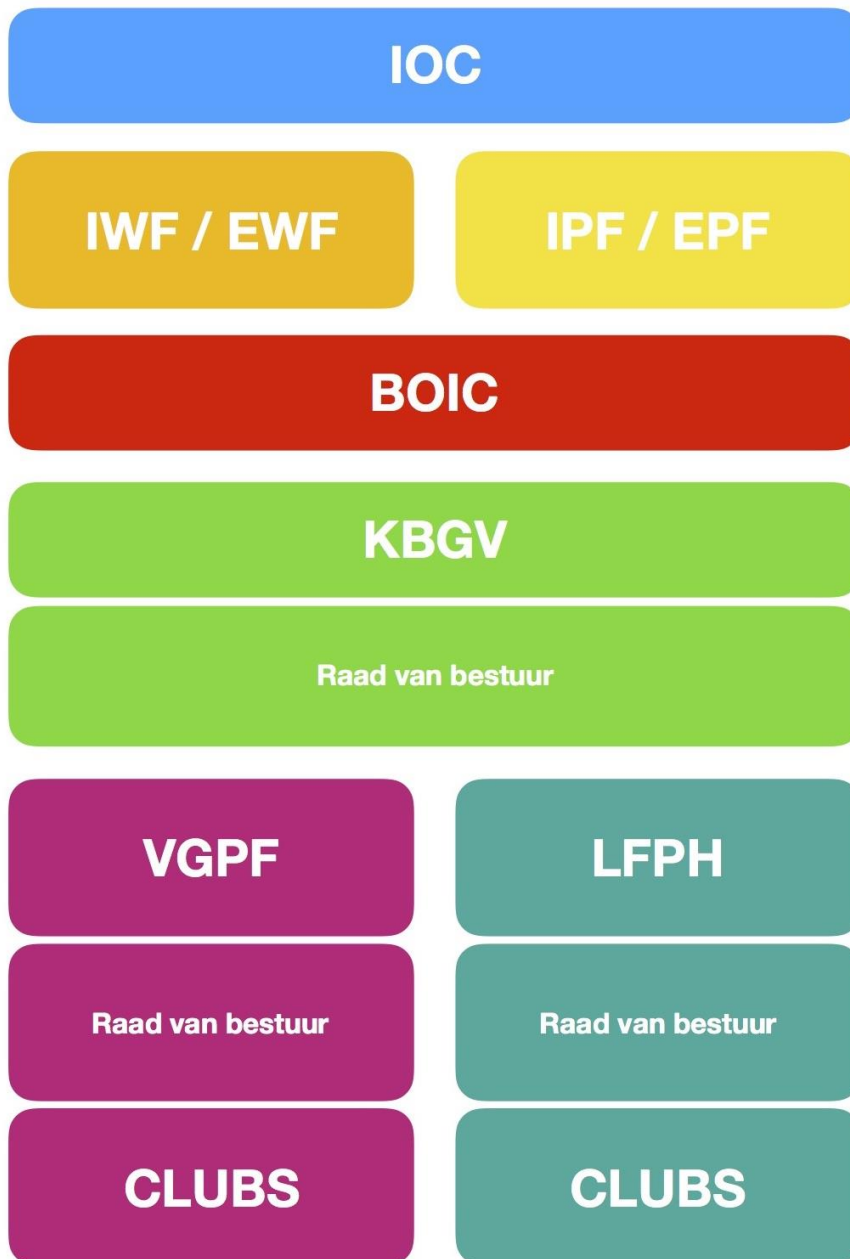 IOC
IWF / EWF
IPF / EPF
BOIC
KBGV
Raad van bestuur
VGPF
LFPH
Raad van bestuur
Raad van bestuur
CLUBS
CLUBS